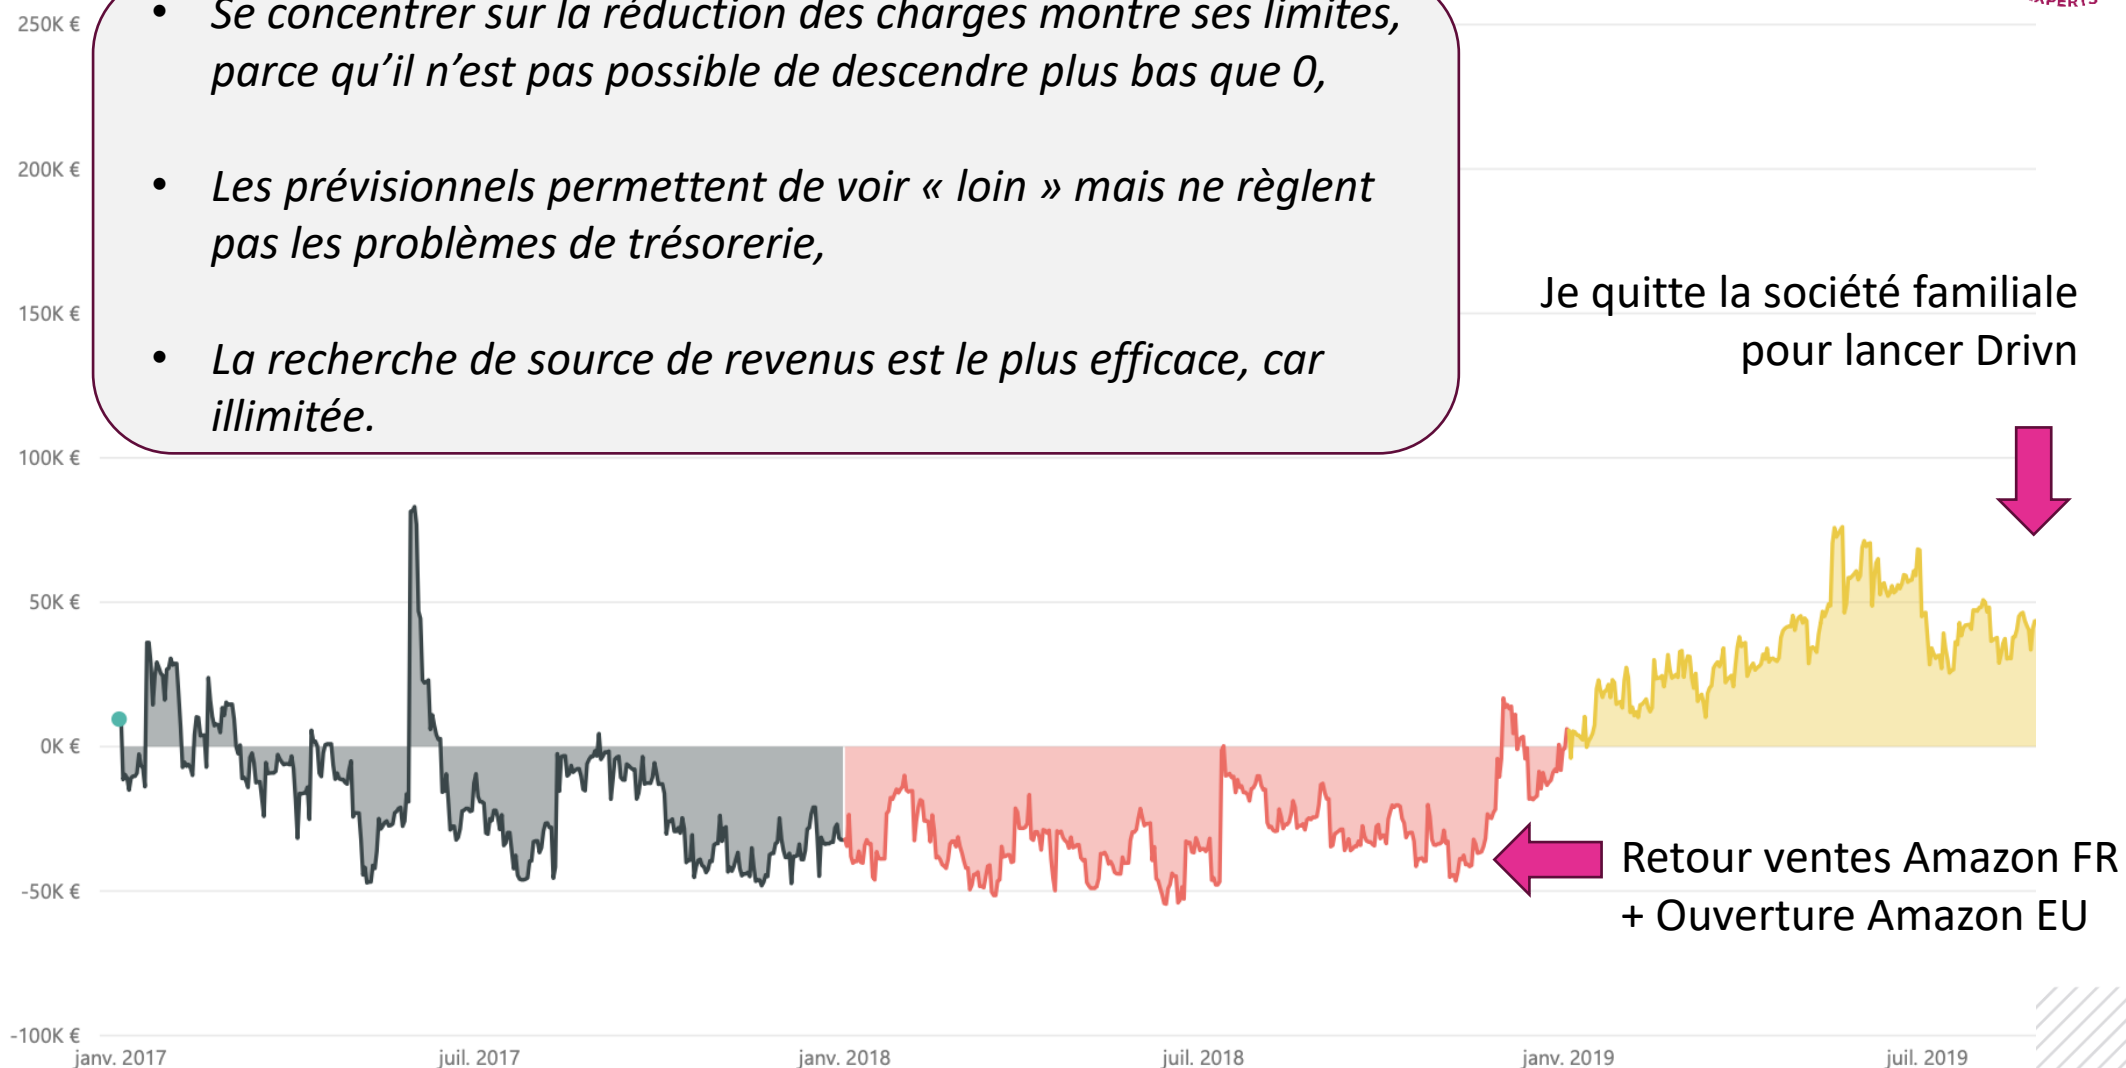 XPERTS
• Se concentrer sur la réduction des charges montre ses limites,
parce qu'il n'est pas possible de descendre plus bas que 0,
• Les prévisionnels permettent de voir « loin » mais ne règlent
pas les problèmes de trésorerie,
• La recherche de source de revenus est le plus efficace, car
illimitée.
Je quitte la société familiale
pour lancer Drivn
Retour ventes Amazon FR
+ Ouverture Amazon EU
250K €
200K €
150K €
100K €
50K €
0K €
-50K €
-100K €
janv. 2017
juil. 2017
janv. 2018
juil. 2018
janv. 2019
juil. 2019